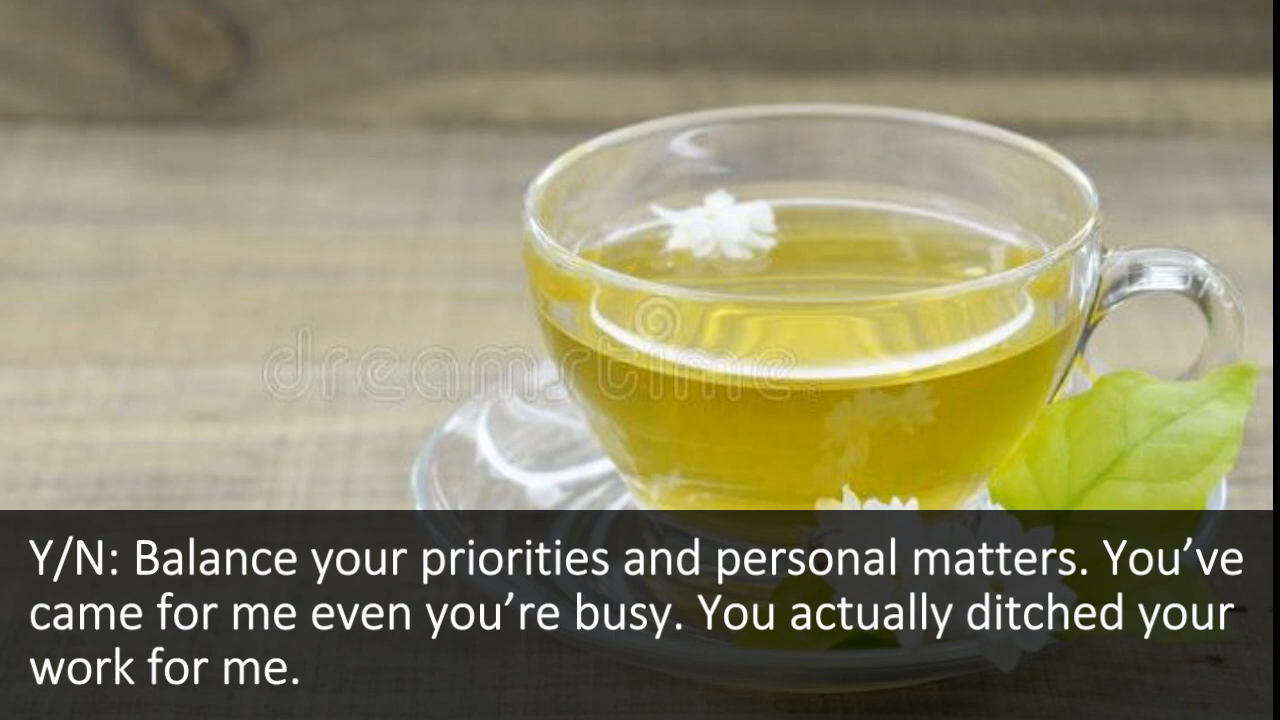 dreamstime.
Y/N: Balance your priorities and personal matters. You’ve
came for me even you’re busy. You actually ditched your
work for me.